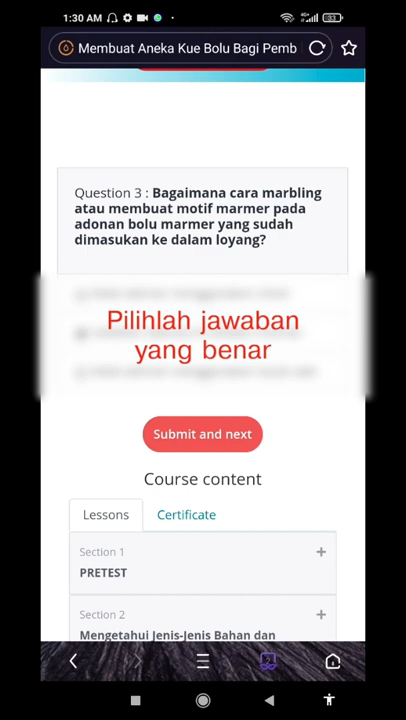 1:30 AM
Membuat Aneka Kue Bolu Bagi Pemb
Question 3 : Bagaimana cara marbling
atau membuat motif marmer pada
adonan bolu marmer yang sudah
dimasukan ke dalam loyang?
Pilihlah jawaban
yang benar
Submit and next
Course content
Lessons Certificate
Section 1 +
PRETEST
Section 2 +
Mengetahui Jenis-Jenis Bahan dan